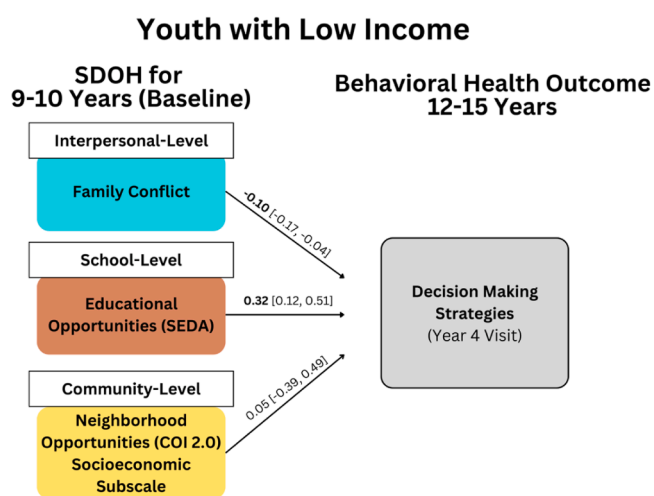 Youth with Low Income
SDOH for
9-10 Years (Baseline)
Behavioral Health Outcome
12-15 Years
Interpersonal-Level
Family Conflict
-0.10 [-0.17, -0.04]
School-Level
Educational
Opportunities (SEDA)
0.32 [0.12, 0.51]
Community-Level
Neighborhood
Opportunities (COI 2.0)
Socioeconomic
Subscale
0.05 [-0.39, 0.49]
Decision Making
Strategies
(Year 4 Visit)